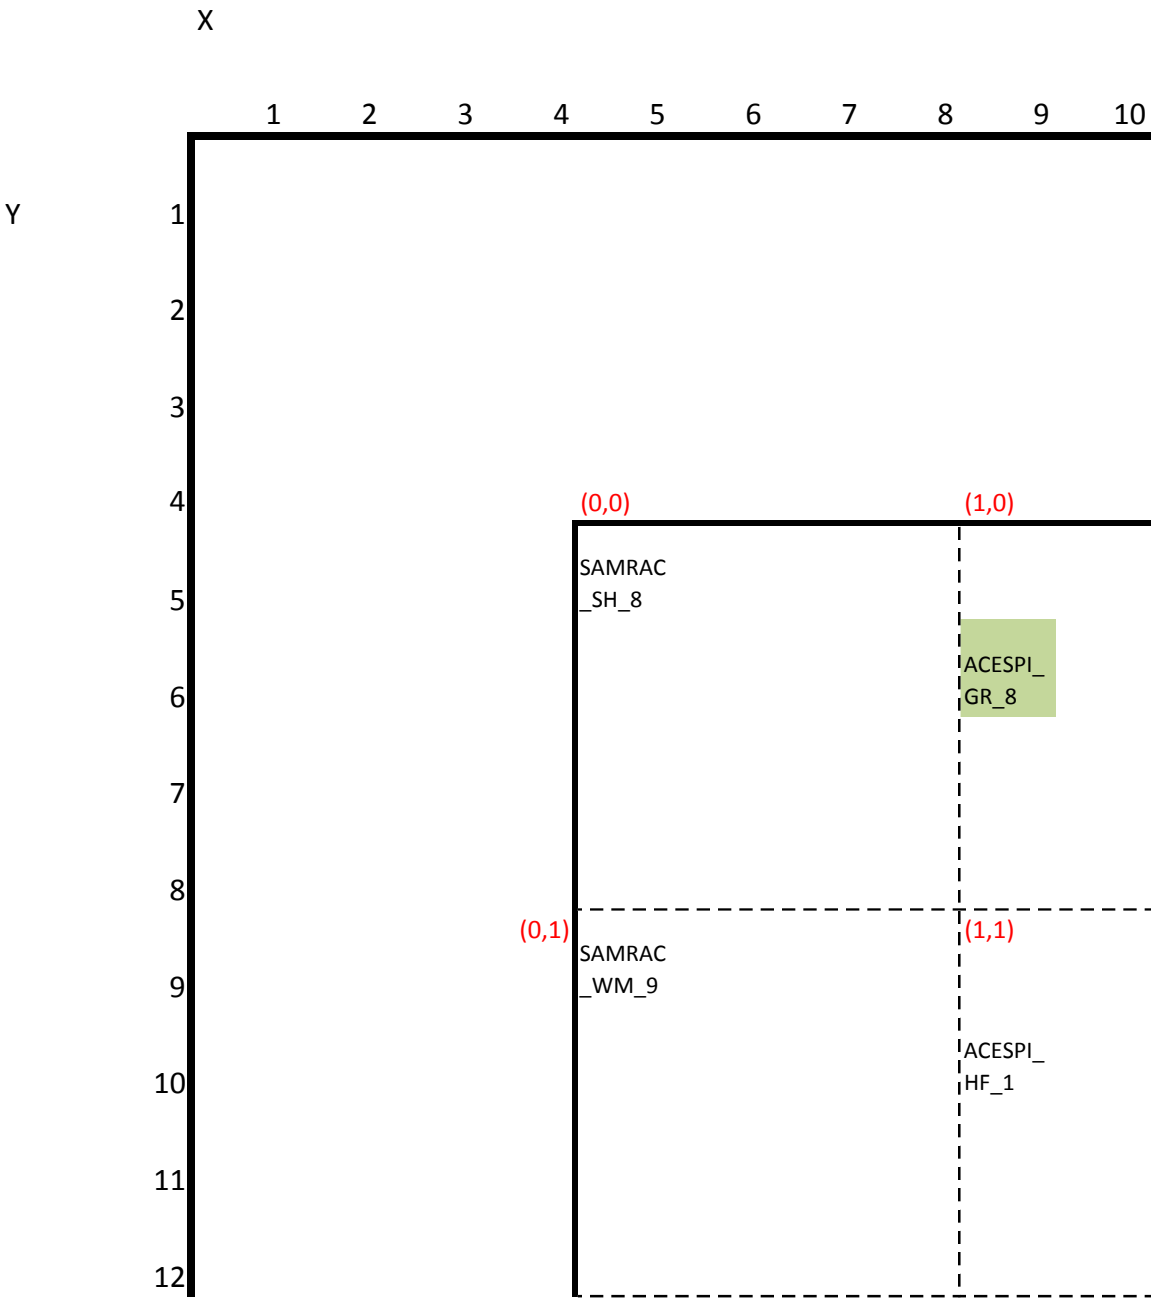 X
1 2 3 4 5 6 7 8 9 10
Y 1
2
3
4 (0,0) (1,0)
SAMRAC
5 _SH_8
ACESPI_
6 GR_8
7
8
(0,1) (1,1)
SAMRAC
9 _WM_9
ACESPI_
10 HF_1
11
12